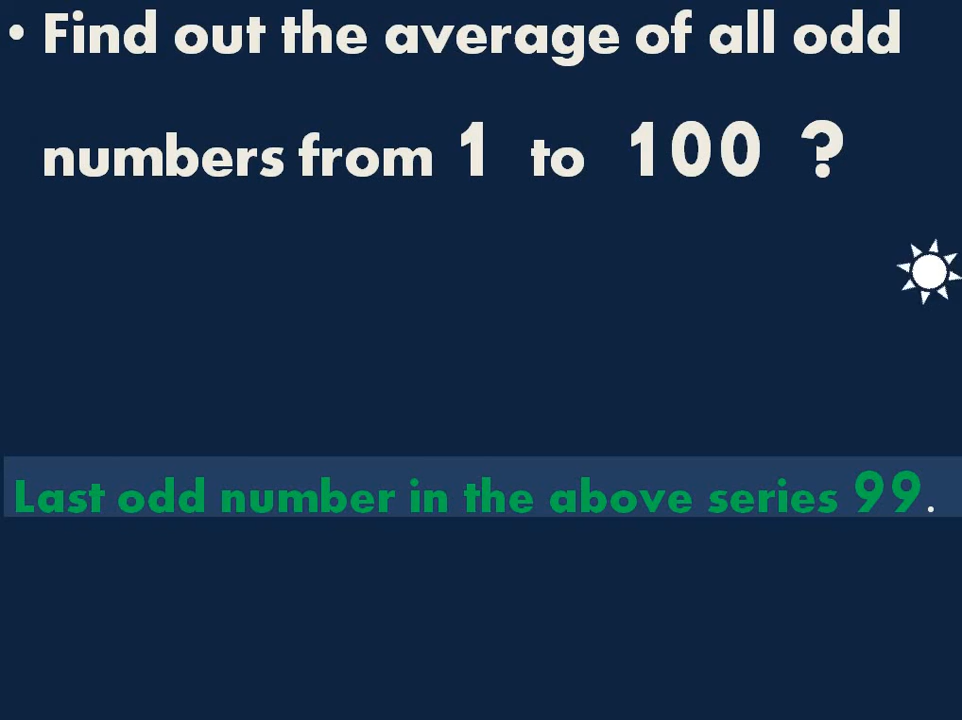 • Find out the average of all odd
numbers from 1 to 100 ?
Last odd number in the above series 99.